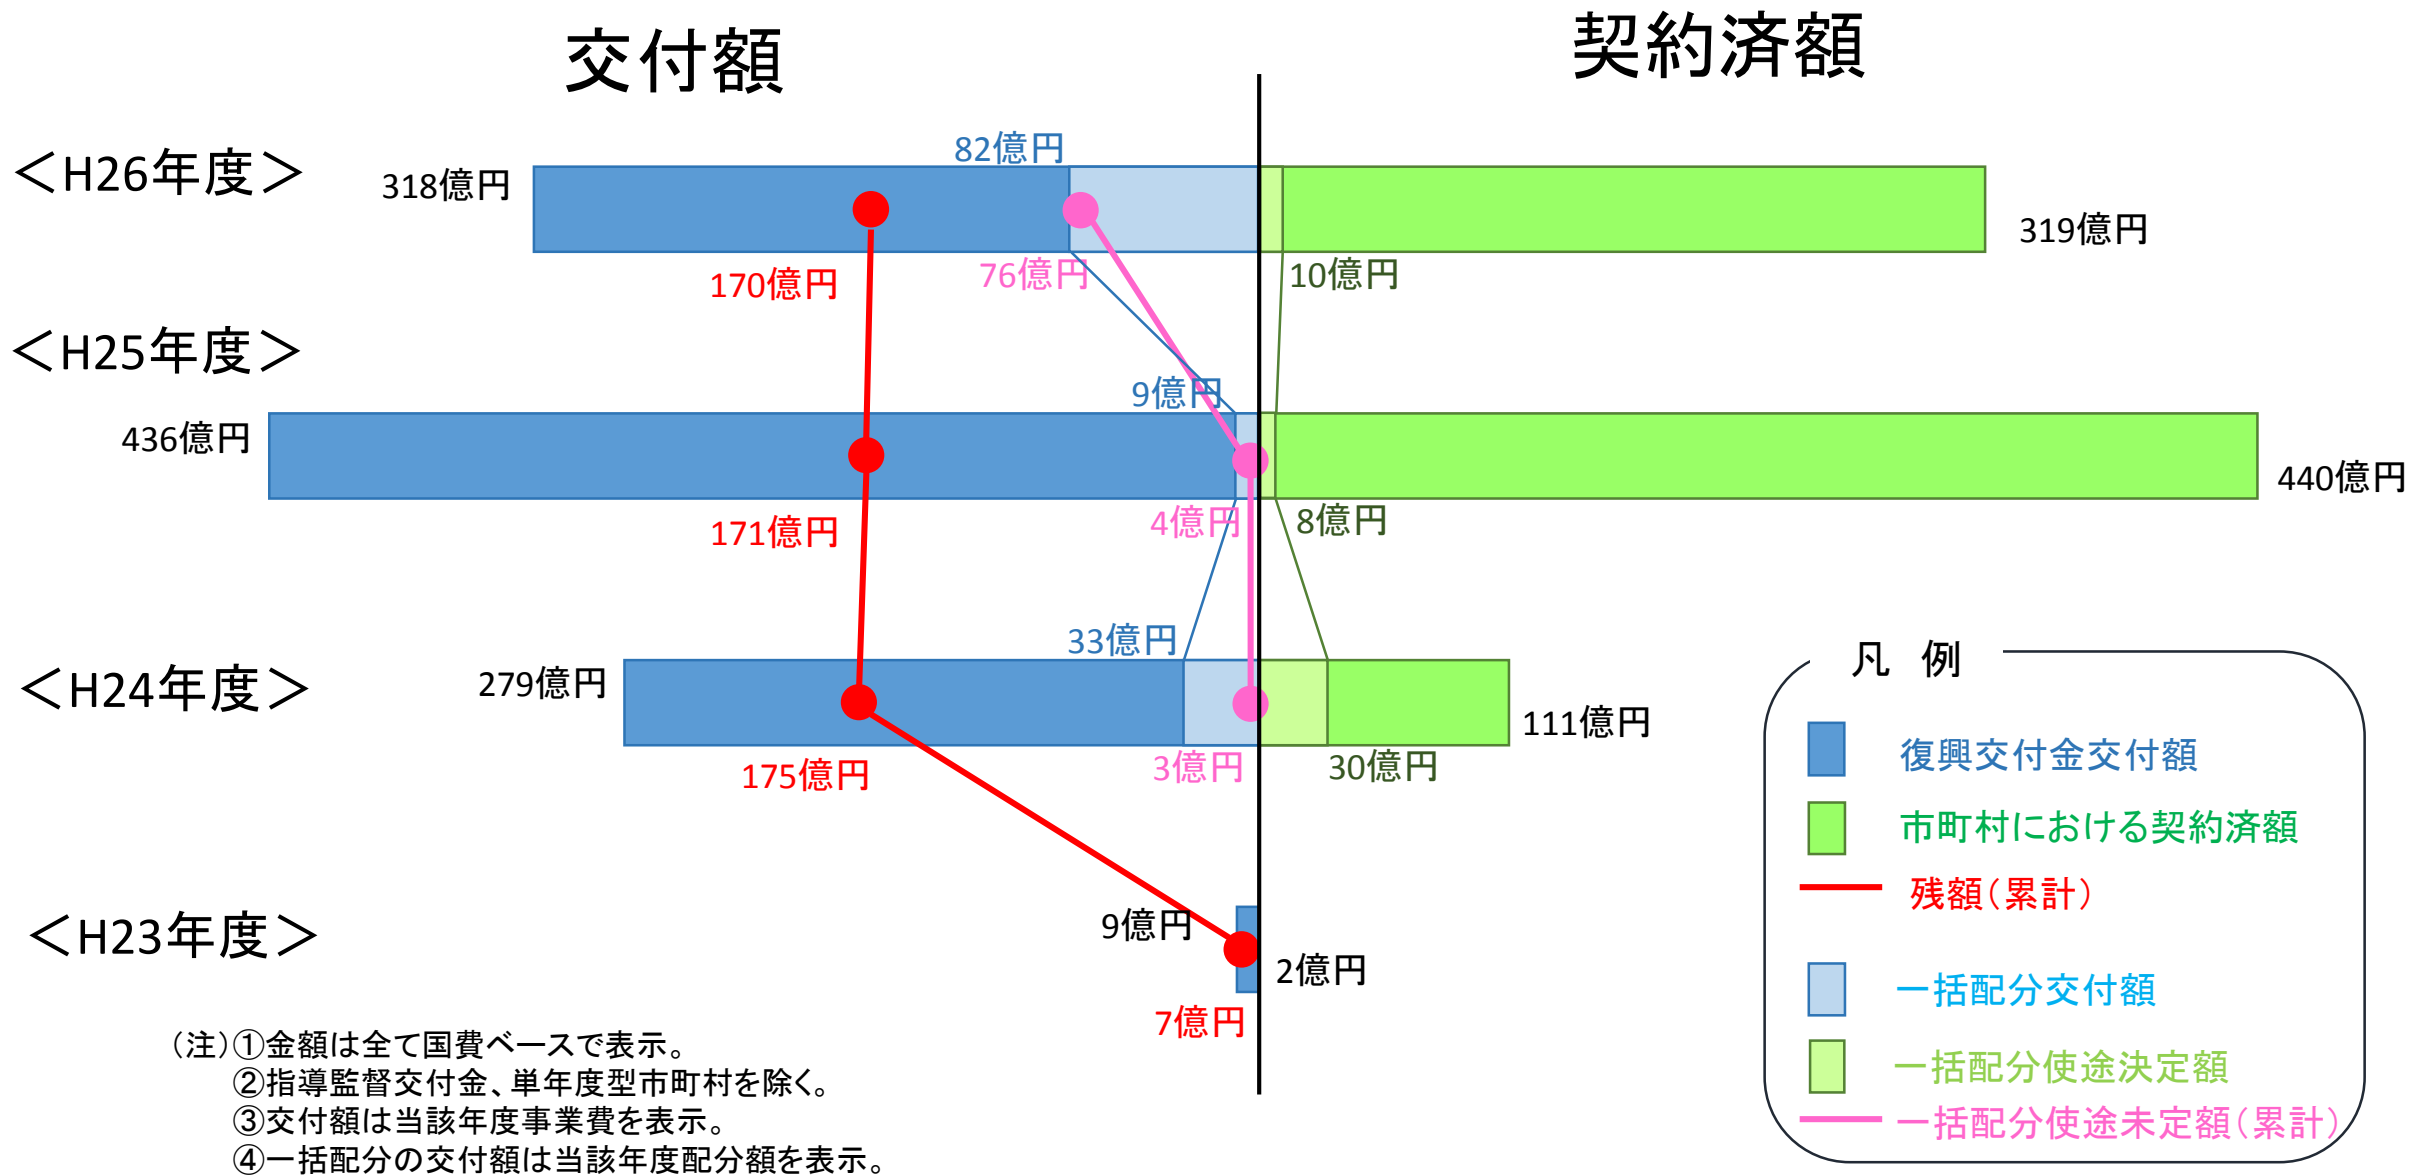 交付額
契約済額
＜H26年度＞
318億円
82億円
170億円
76億円
10億円
319億円
＜H25年度＞
436億円
9億円
171億円
4億円
8億円
440億円
＜H24年度＞
279億円
33億円
175億円
3億円
30億円
111億円
＜H23年度＞
9億円
7億円
2億円
凡 例
復興交付金交付額
市町村における契約済額
残額（累計）
一括配分交付額
一括配分使途決定額
一括配分使途未定額（累計）
（注）①金額は全て国費ベースで表示。
②指導監督交付金、単年度型市町村を除く。
③交付額は当該年度事業費を表示。
④一括配分の交付額は当該年度配分額を表示。